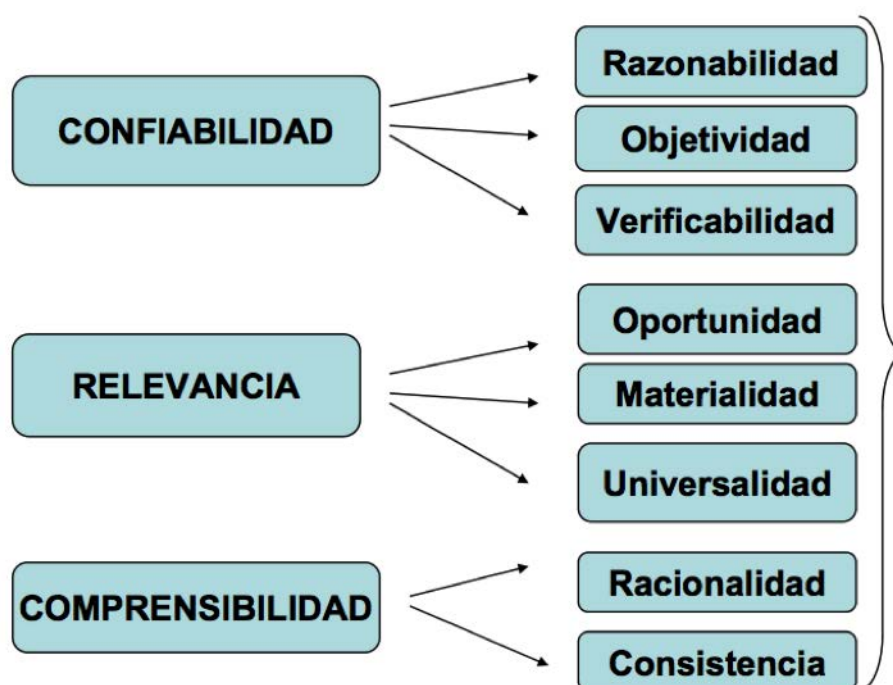 CONFIABILIDAD
Razonabilidad
Objetividad
Verificabilidad
RELEVANCIA
Oportunidad
Materialidad
Universalidad
COMPRENSIBILIDAD
Racionalidad
Consistencia